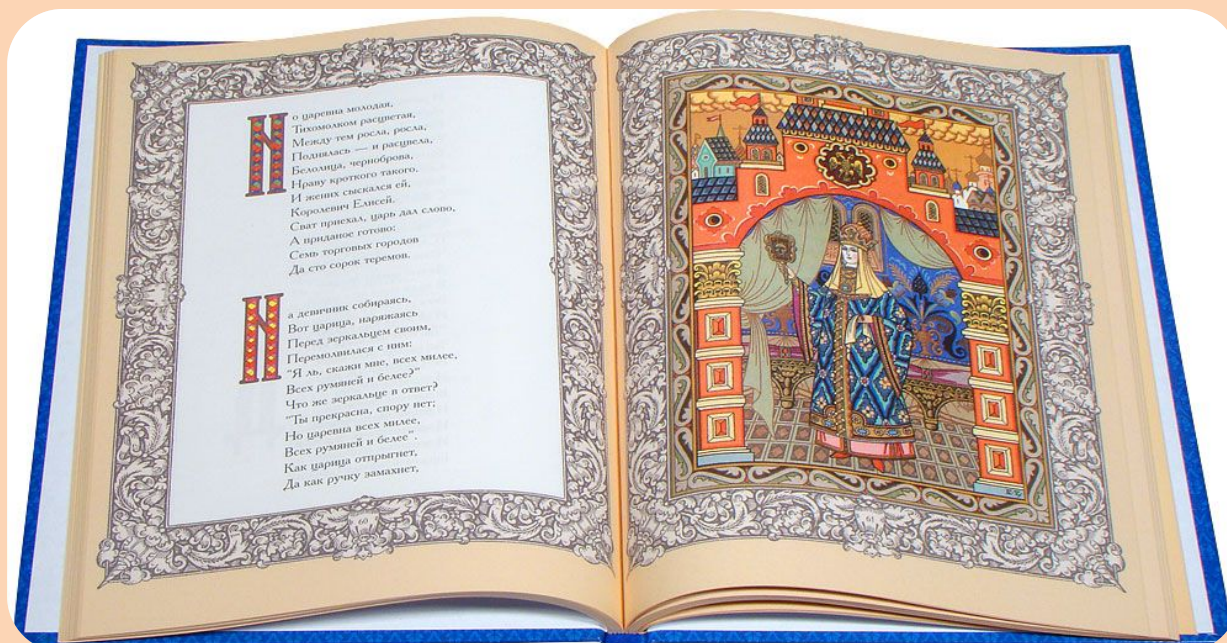 Но царевна молодая,
Тихомолком расцветая,
Между тем росла, росла,
Поднялась — и расцвела,
Белолица, черноброва,
Нраву кроткого такого.
И жених сыскался ей,
Королевич Елисей.
Сват приехал, царь дал слово,
А приданое готово:
Семь торговых городов
Да сто сорок теремов.
На девичник собираясь,
Вот царица, наряжаясь
Перед зеркальцем своим,
Перемолвилася с ним:
"Я ль, скажи мне, всех милее,
Всех румяней и белее?"
Что же зеркальце в ответ?
"Ты прекрасна, спору нет;
Но царевна всех милее,
Всех румяней и белее".
Как царица отпрыгнет,
Да как ручку замахнет,
60
61